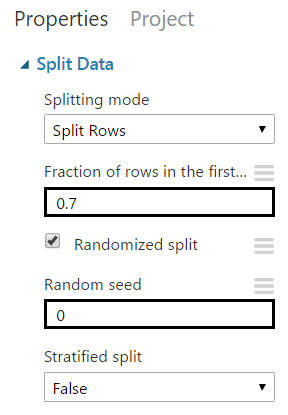 Properties Project
Split Data
Splitting mode
Split Rows
Fraction of rows in the first...
0.7
Randomized split
Random seed
0
Stratified split
False